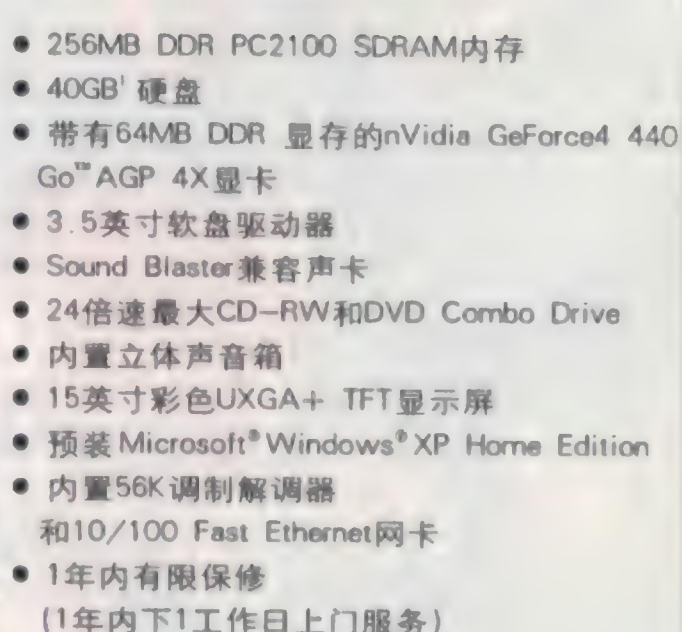 ● 256MB DDR PC2100 SDRAM内存
● 40GB¹ 硬盘
● 带有64MB DDR 显存的nVidia GeForce4 440
Go™ AGP 4X显卡
● 3.5英寸软盘驱动器
● Sound Blaster兼容声卡
● 24倍速最大CD-RW和DVD Combo Drive
● 内置立体声音箱
● 15英寸彩色UXGA+ TFT显示屏
● 预装Microsoft® Windows® XP Home Edition
● 内置56K调制解调器
和10/100 Fast Ethernet网卡
● 1年内有限保修
(1年内下1工作日上门服务)